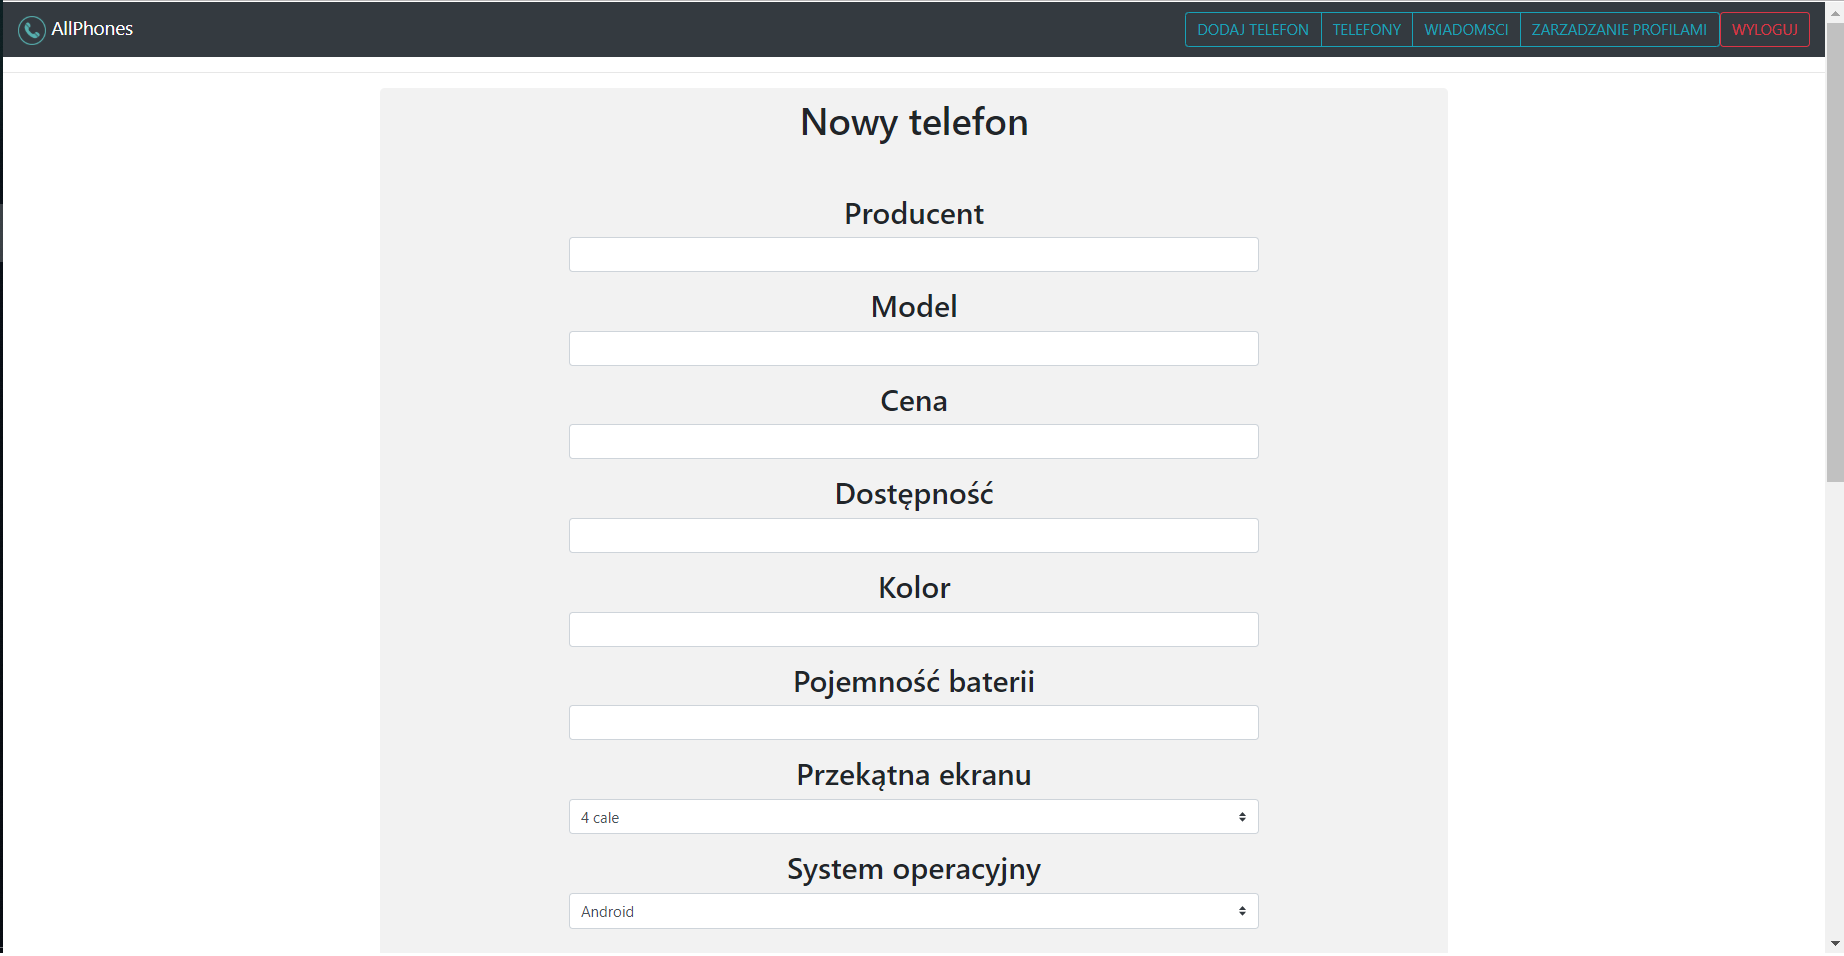 AllPhones
DODAJ TELEFON TELEFONY WIADOMSCI ZARZADZANIE PROFILAMI WYLOGUJ
Nowy telefon
Producent
Model
Cena
Dostępność
Kolor
Pojemność baterii
Przekątna ekranu
4 cale
System operacyjny
Android